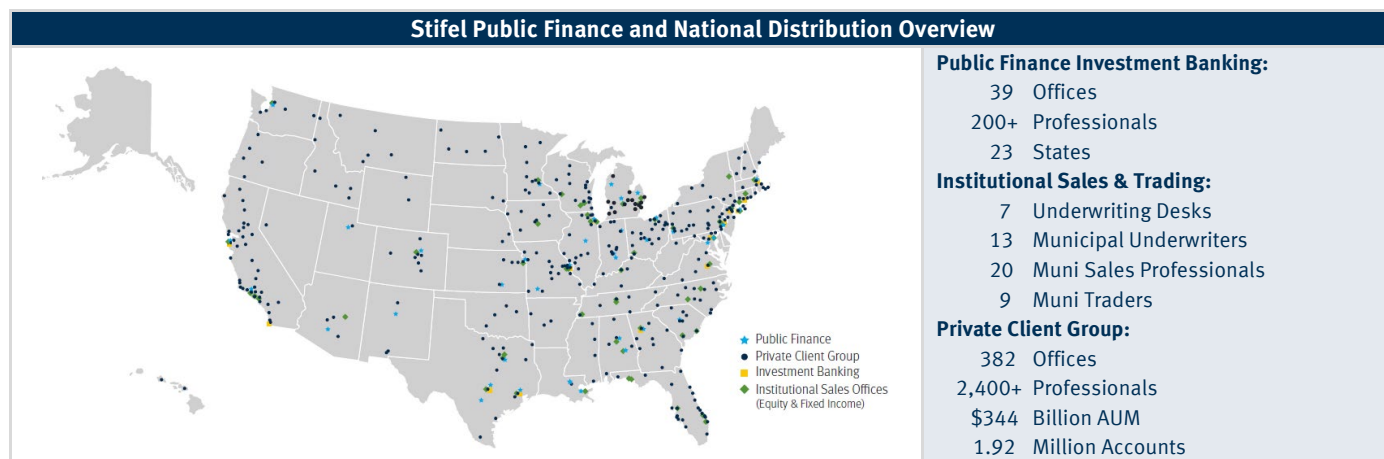 Stifel Public Finance and National Distribution Overview
Public Finance
Private Client Group
Investment Banking
Institutional Sales Offices
(Equity & Fixed Income)
Public Finance Investment Banking:
39 Offices
200+ Professionals
23 States
Institutional Sales & Trading:
7 Underwriting Desks
13 Municipal Underwriters
20 Muni Sales Professionals
9 Muni Traders
Private Client Group:
382 Offices
2,400+ Professionals
$344 Billion AUM
1.92 Million Accounts